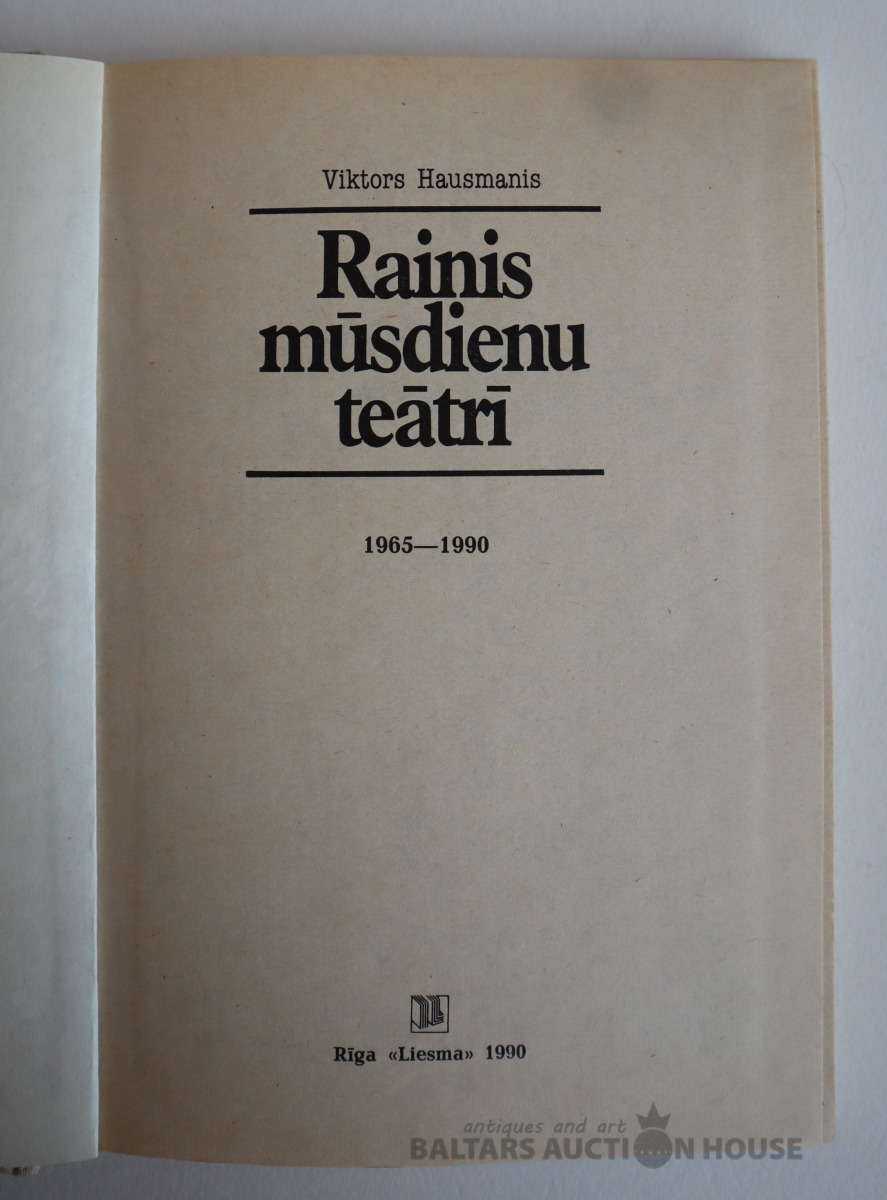 Viktors Hausmanis
Rainis
mūsdienu
teātrī
1965—1990
Rīga «Liesma» 1990
antiques and art
BALTARS AUCTION HOUSE